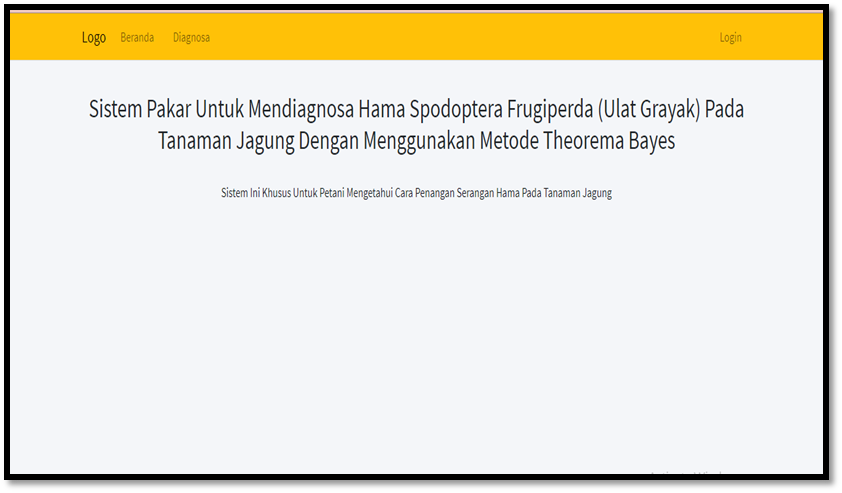 Logo Beranda Diagnosa Login
Sistem Pakar Untuk Mendiagnosa Hama Spodoptera Frugiperda (Ulat Grayak) Pada
Tanaman Jagung Dengan Menggunakan Metode Theorema Bayes
Sistem Ini Khusus Untuk Petani Mengetahui Cara Penangan Serangan Hama Pada Tanaman Jagung